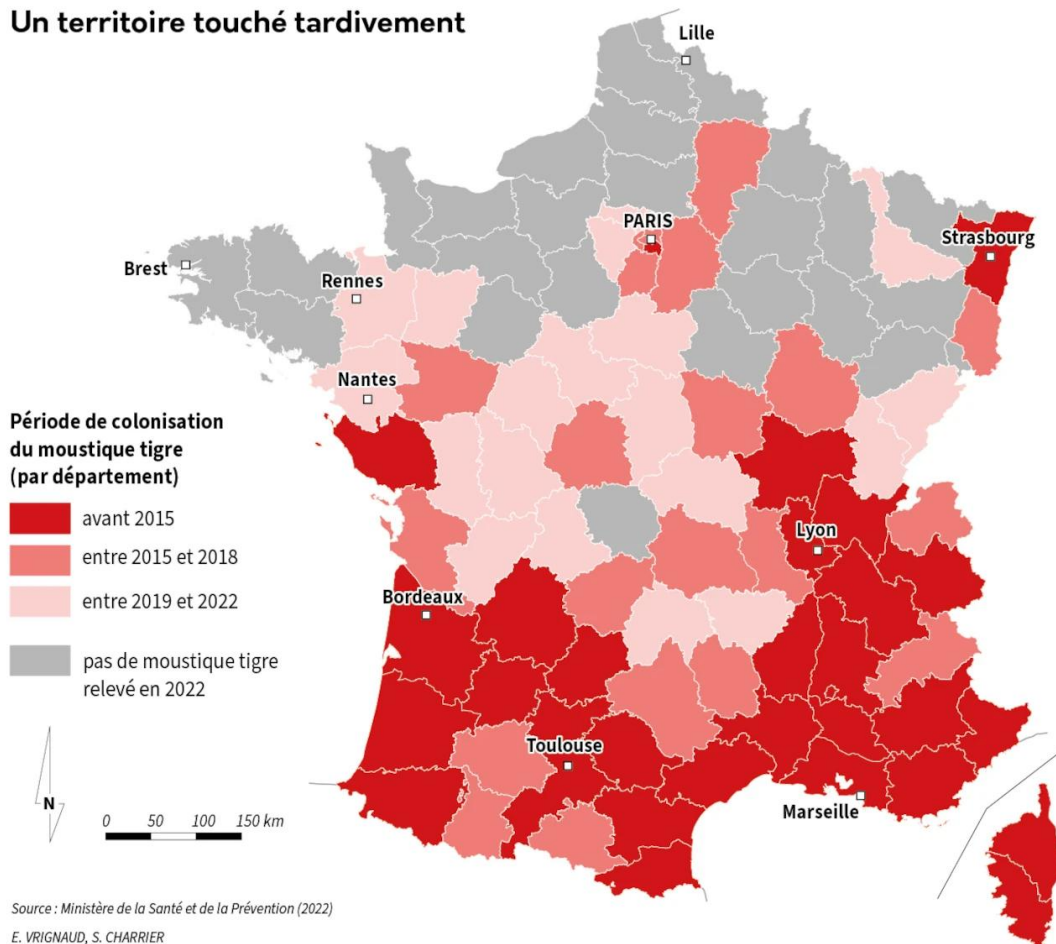 Un territoire touché tardivement
Lille
PARIS
Strasbourg
Brest
Rennes
Nantes
Période de colonisation
du moustique tigre
(par département)
avant 2015
entre 2015 et 2018
entre 2019 et 2022
pas de moustique tigre
relevé en 2022
Lyon
Bordeaux
Toulouse
Marseille
N
0 50 100 150 km
Source : Ministère de la Santé et de la Prévention (2022)
E. VRIGNAUD, S. CHARRIER